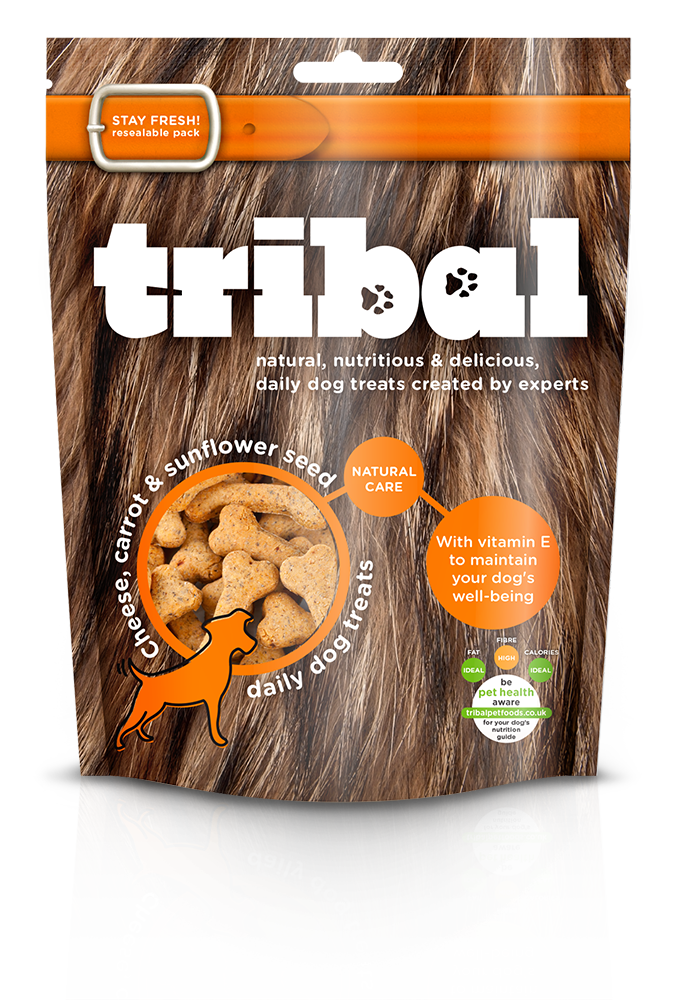 STAY FRESH!
resealable pack
tribal
natural, nutritious & delicious,
daily dog treats created by experts
Cheese, carrot & sunflower seed
daily dog treats
NATURAL
CARE
With vitamin E
to maintain
your dog's
well-being
FAT
IDEAL
FIBRE
HIGH
CALORIES
IDEAL
be
pet health
aware
tribalpetfoods.co.uk
for your dog's
nutrition
guide